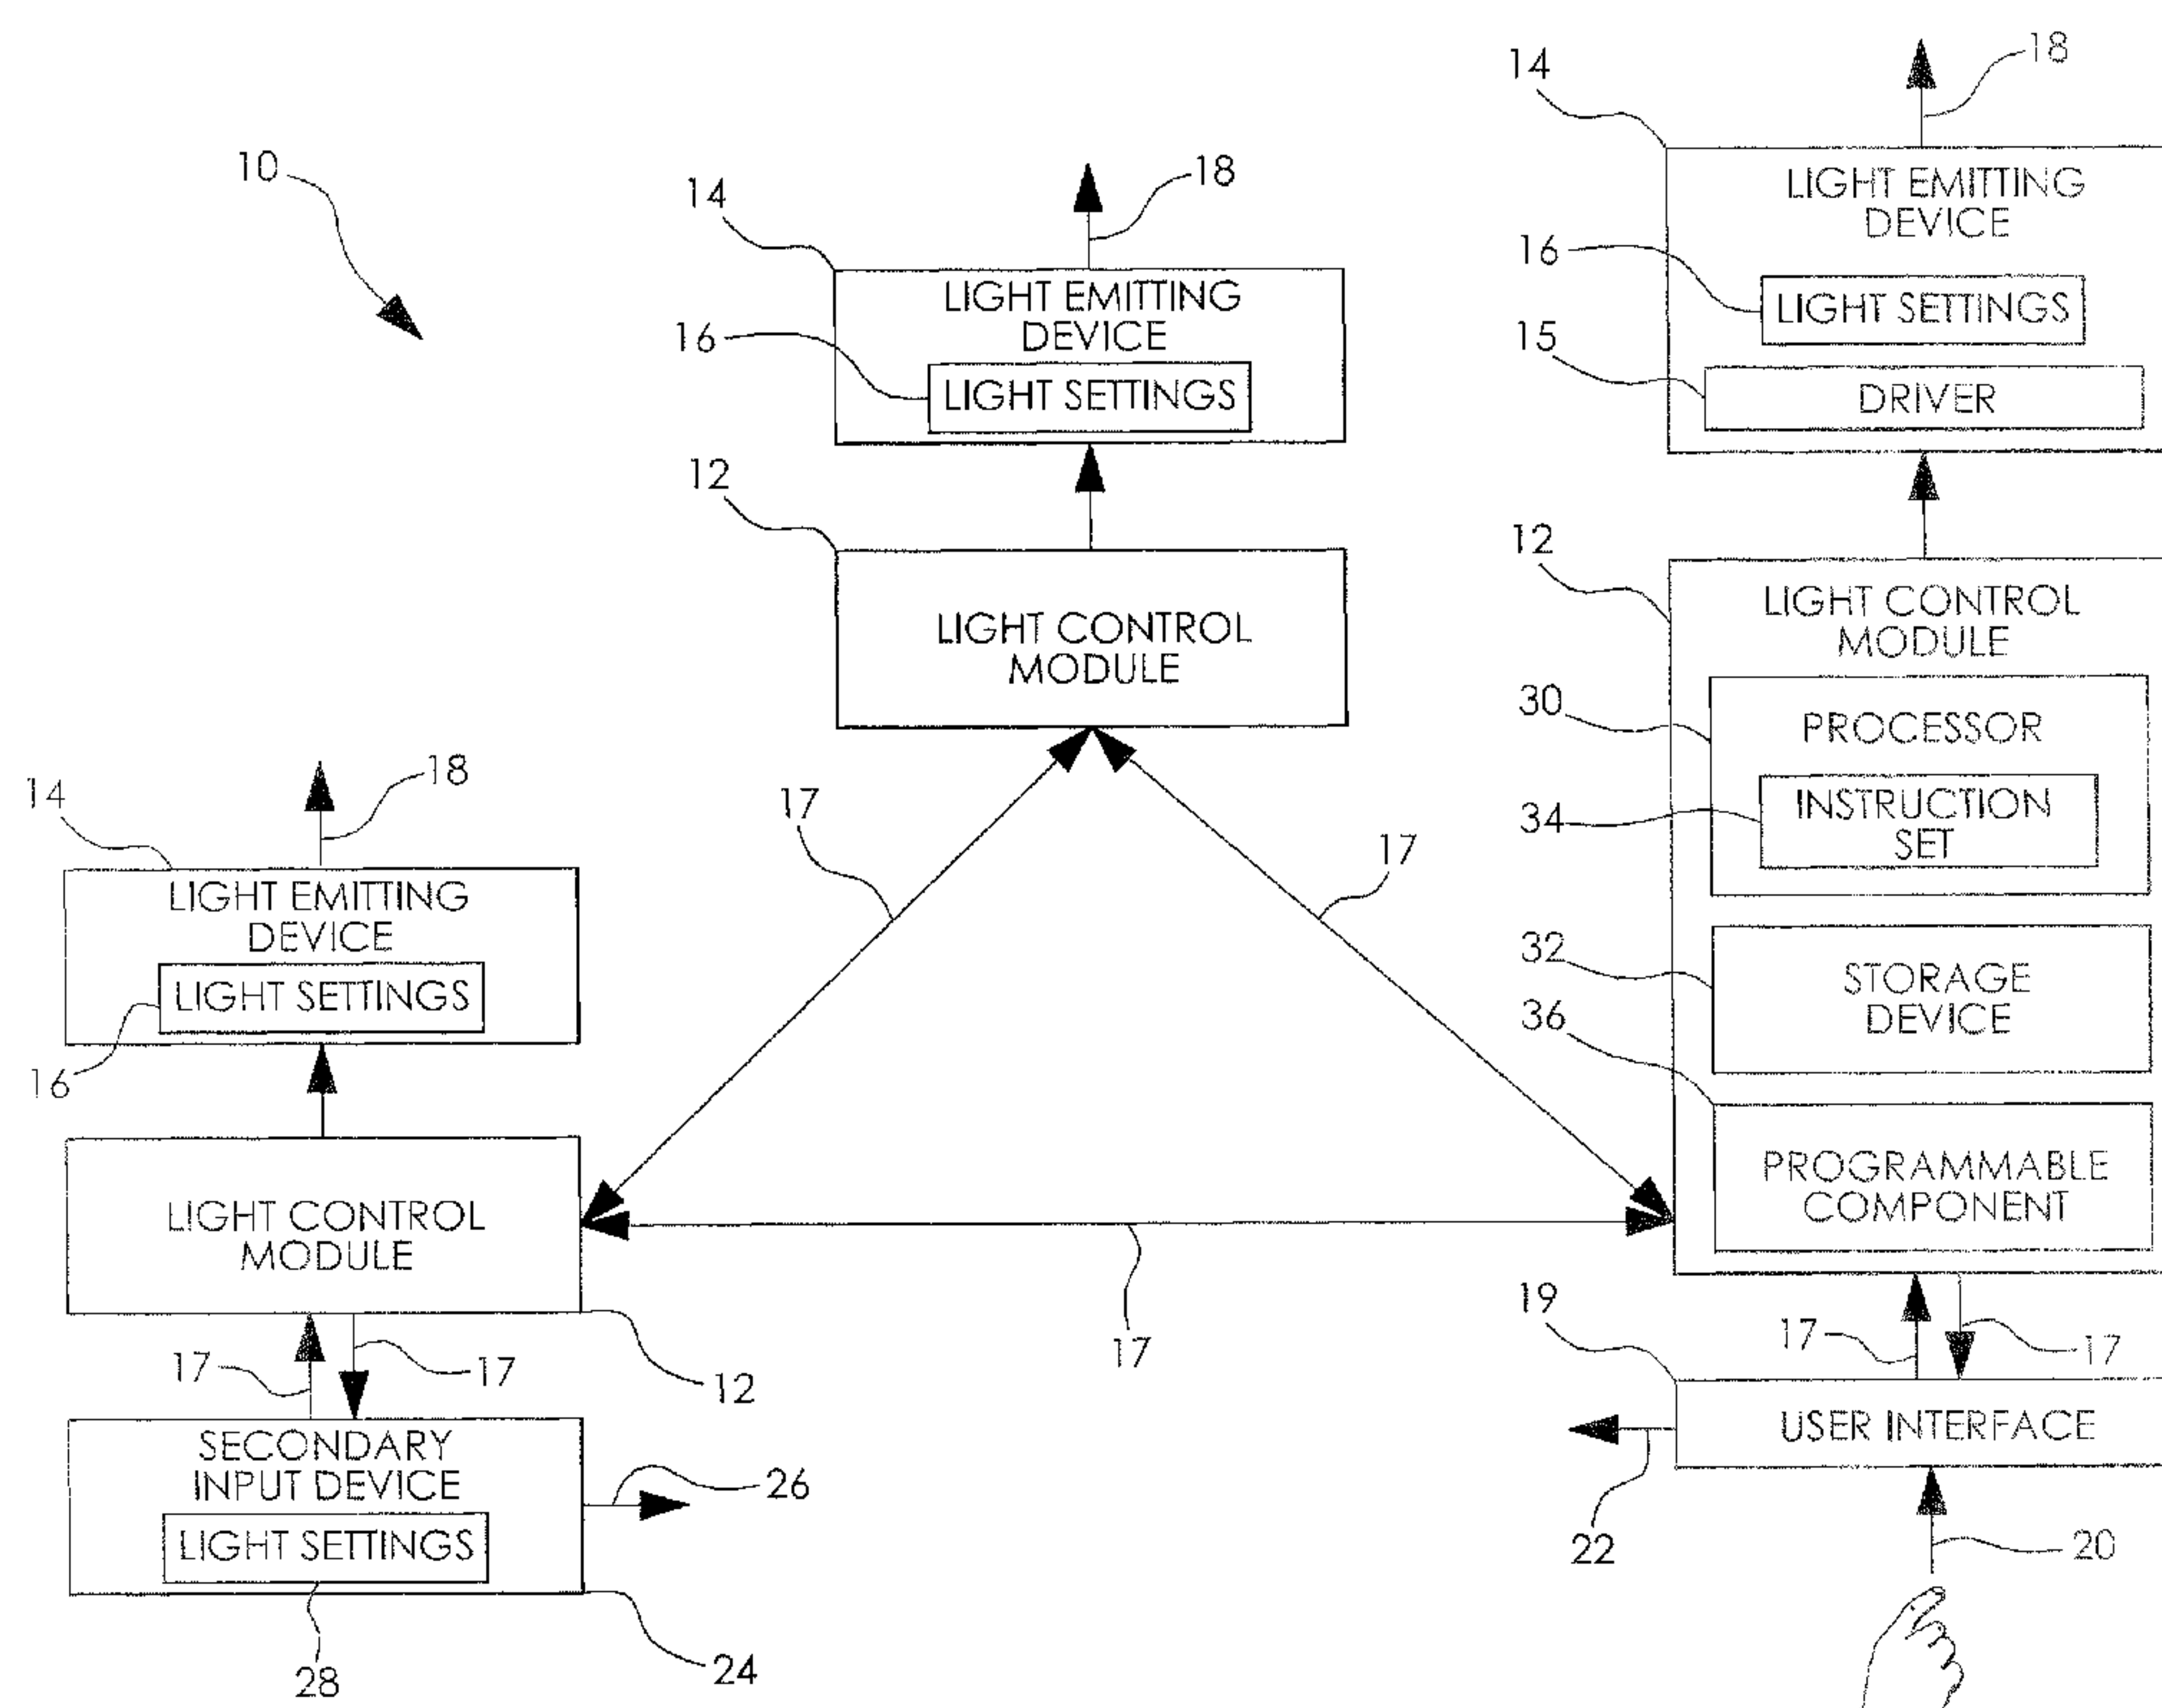 10
14
18
LIGHT EMITTING
DEVICE
16
LIGHT SETTINGS
12
LIGHT CONTROL
MODULE
14
18
LIGHT EMITTING
DEVICE
16
LIGHT SETTINGS
15
DRIVER
12
LIGHT CONTROL
MODULE
30
PROCESSOR
34
INSTRUCTION
SET
32
STORAGE
DEVICE
36
PROGRAMMABLE
COMPONENT
17
17
17
14
18
LIGHT EMITTING
DEVICE
LIGHT SETTINGS
16
LIGHT CONTROL
MODULE
12
17
17
SECONDARY
INPUT DEVICE
LIGHT SETTINGS
26
28
24
19
17
17
USER INTERFACE
22
20